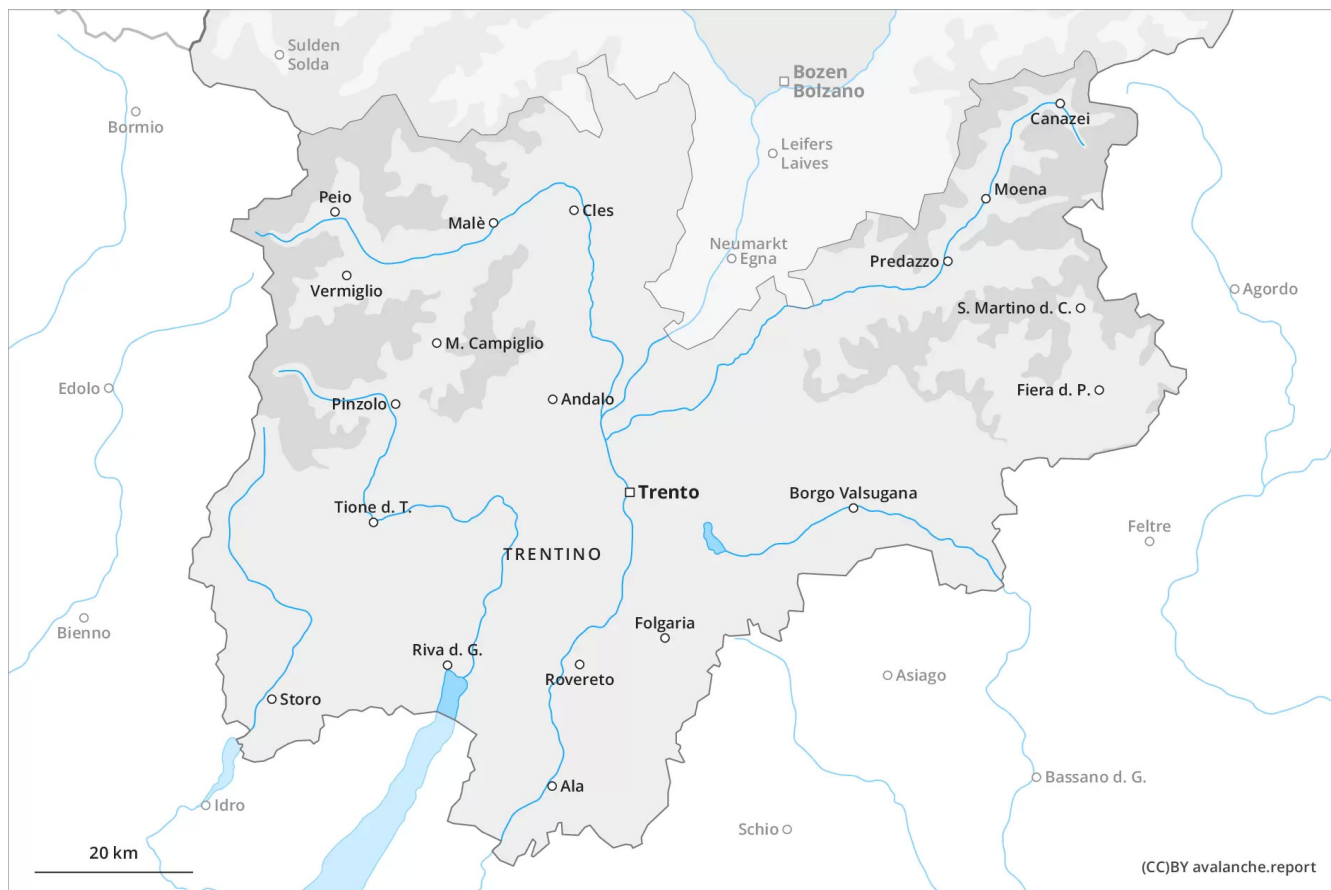 Sulden
Solda
Bozen
Bolzano
Bormio
Canazei
Leifers
Laives
Peio
Moena
Malè
Cles
Neumarkt
Egna
Predazzo
Vermiglio
Agordo
S. Martino d. C.
M. Campiglio
Edolo
Fiera d. P.
Pinzolo
Andalo
Trento
Borgo Valsugana
Tione d. T.
Feltre
TRENTINO
Bienno
Folgaria
Riva d. G.
Asiago
Rovereto
Storo
Bassano d. G.
Ala
Idro
Schio
20 km
(CC)BY avalanche.report